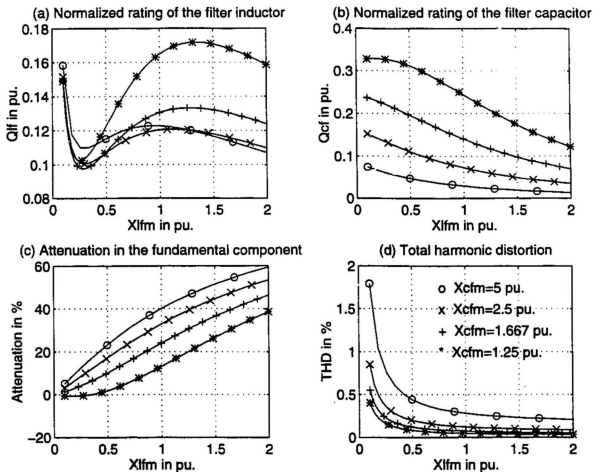 (a) Normalized rating of the filter inductor
0.18
0.16
0.14
0.12
0.1
0.08
0
0.5
1
1.5
2
Qlf in pu.
Xlfm in pu.
(b) Normalized rating of the filter capacitor
0.4
0.3
0.2
0.1
0
0
0.5
1
1.5
2
Qcf in pu.
Xlfm in pu.
(c) Attenuation in the fundamental component
60
40
20
0
-20
0
0.5
1
1.5
2
Attenuation in %
Xlfm in pu.
(d) Total harmonic distortion
2
1.5
1
0.5
0
0
0.5
1
1.5
2
THD in %
Xlfm in pu.
o Xcfm=5 pu.
× Xcfm=2.5 pu.
+ Xcfm=1.667 pu.
* Xcfm=1.25 pu.